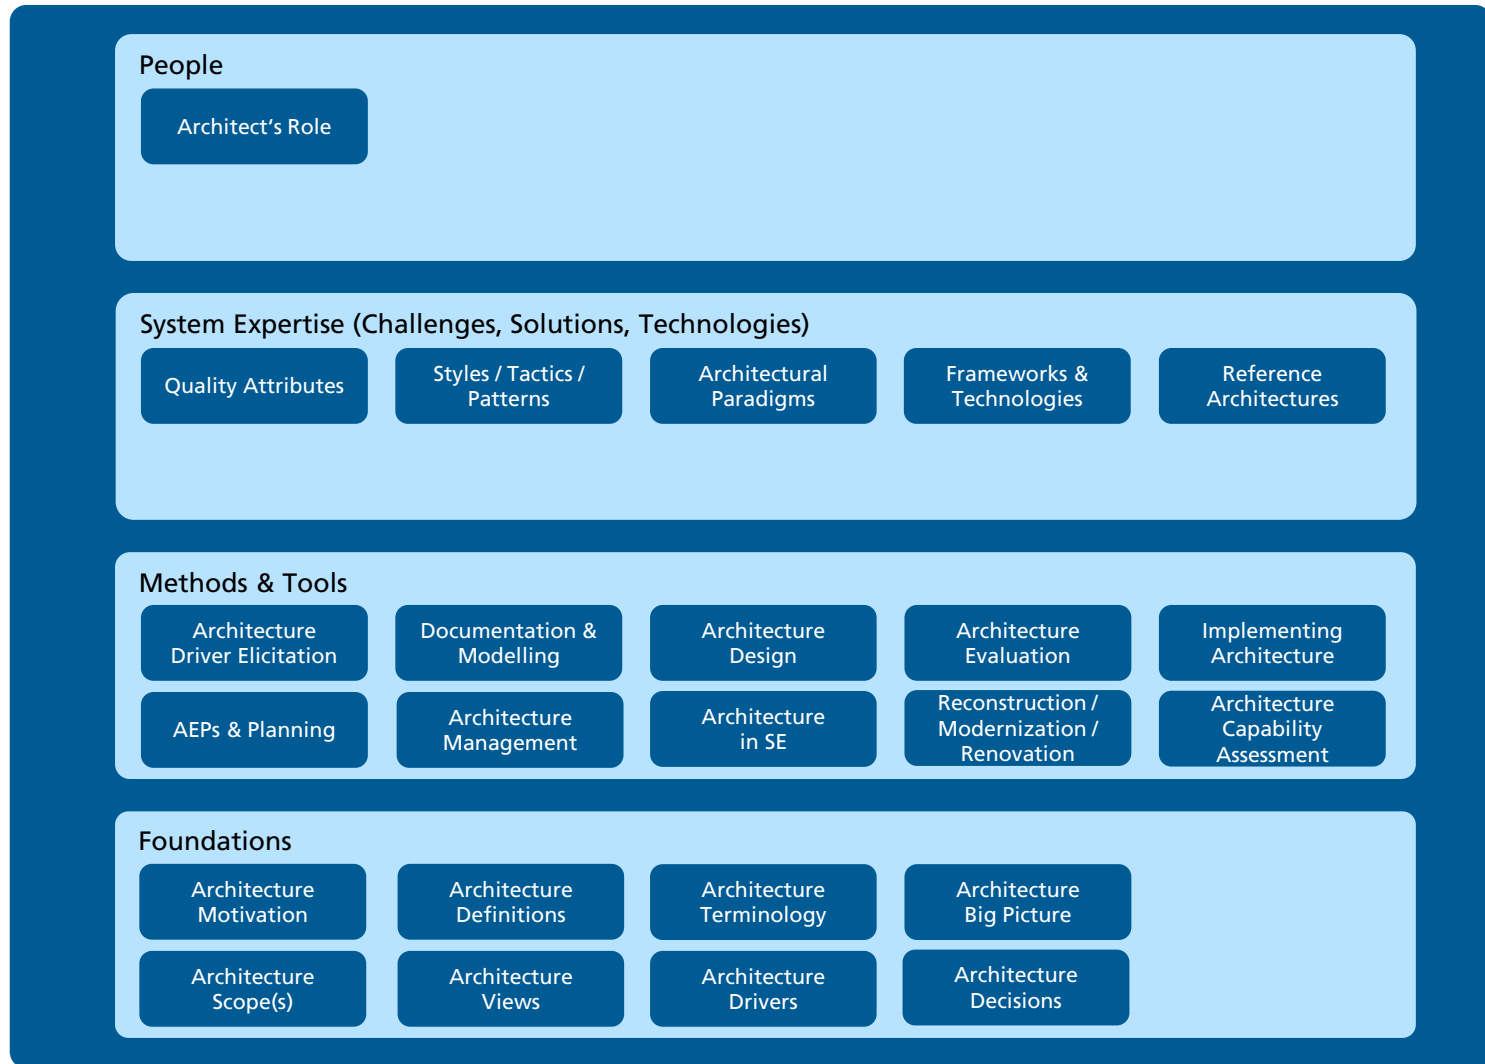 People
Architect‘s Role
System Expertise (Challenges, Solutions, Technologies)
Quality Attributes
Styles / Tactics /
Patterns
Architectural
Paradigms
Frameworks &
Technologies
Reference
Architectures
Methods & Tools
Architecture
Driver Elicitation
Documentation &
Modelling
Architecture
Design
Architecture
Evaluation
Implementing
Architecture
AEPs & Planning
Architecture
Management
Architecture
in SE
Reconstruction /
Modernization /
Renovation
Architecture
Capability
Assessment
Foundations
Architecture
Motivation
Architecture
Definitions
Architecture
Terminology
Architecture
Big Picture
Architecture
Scope(s)
Architecture
Views
Architecture
Drivers
Architecture
Decisions